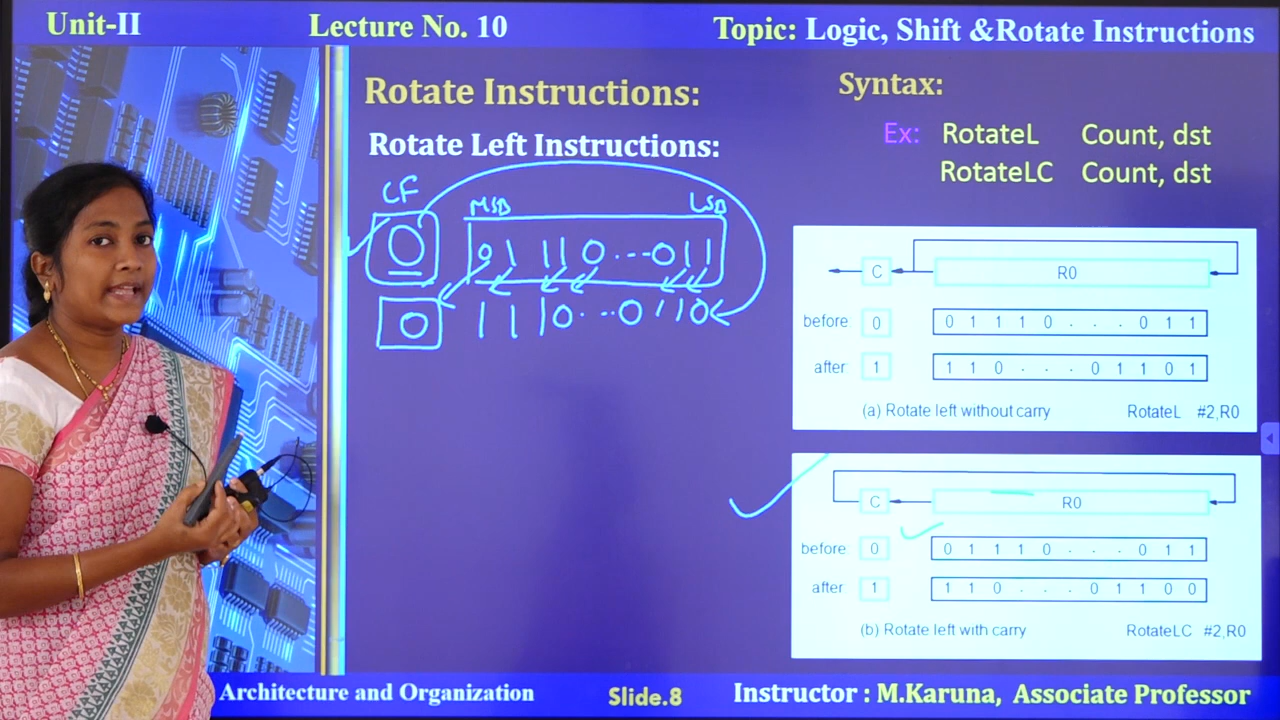 Unit-II
Lecture No. 10
Topic: Logic, Shift &Rotate Instructions
Rotate Instructions:
Rotate Left Instructions:
CF
MSB
LSB
0
0 1 1 1 0 . . . 0 1 1
0
1 1 1 0 . . . 0 1 1 0
Syntax:
Ex: RotateL Count, dst
RotateLC Count, dst
C
R0
before: 0 0 1 1 1 0 . . . 0 1 1
after: 1 1 1 0 . . . 0 1 1 0 1
(a) Rotate left without carry RotateL #2,R0
C
R0
before: 0 0 1 1 1 0 . . . 0 1 1
after: 1 1 1 0 . . . 0 1 1 0 0
(b) Rotate left with carry RotateLC #2,R0
Architecture and Organization
Slide.8
Instructor : M.Karuna, Associate Professor